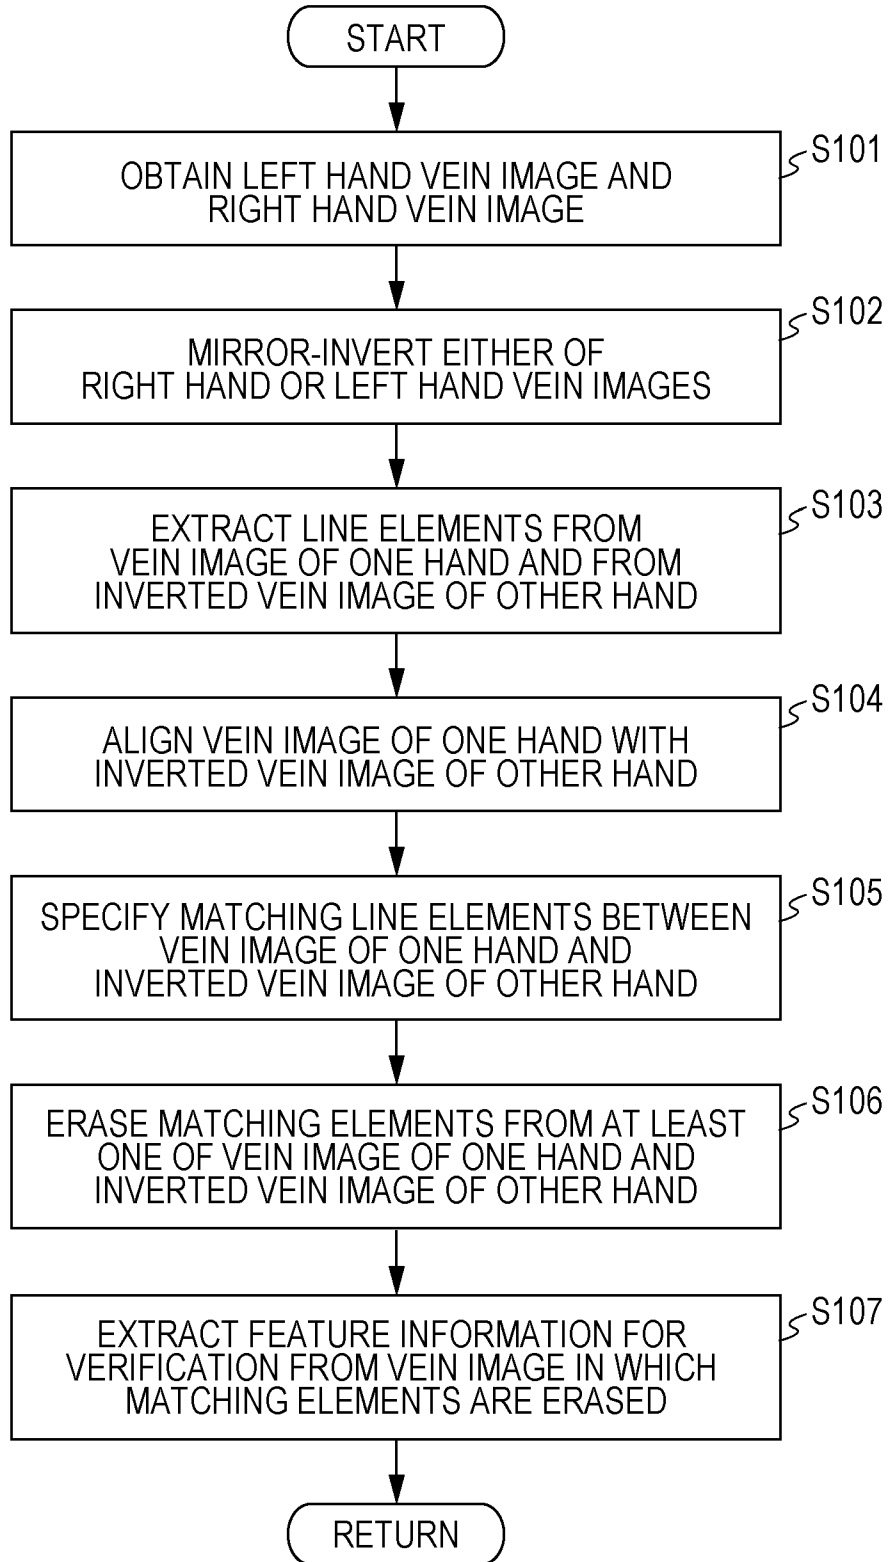 START
S101
OBTAIN LEFT HAND VEIN IMAGE AND
RIGHT HAND VEIN IMAGE
S102
MIRROR-INVERT EITHER OF
RIGHT HAND OR LEFT HAND VEIN IMAGES
S103
EXTRACT LINE ELEMENTS FROM
VEIN IMAGE OF ONE HAND AND FROM
INVERTED VEIN IMAGE OF OTHER HAND
S104
ALIGN VEIN IMAGE OF ONE HAND WITH
INVERTED VEIN IMAGE OF OTHER HAND
S105
SPECIFY MATCHING LINE ELEMENTS BETWEEN
VEIN IMAGE OF ONE HAND AND
INVERTED VEIN IMAGE OF OTHER HAND
S106
ERASE MATCHING ELEMENTS FROM AT LEAST
ONE OF VEIN IMAGE OF ONE HAND AND
INVERTED VEIN IMAGE OF OTHER HAND
S107
EXTRACT FEATURE INFORMATION FOR
VERIFICATION FROM VEIN IMAGE IN WHICH
MATCHING ELEMENTS ARE ERASED
RETURN